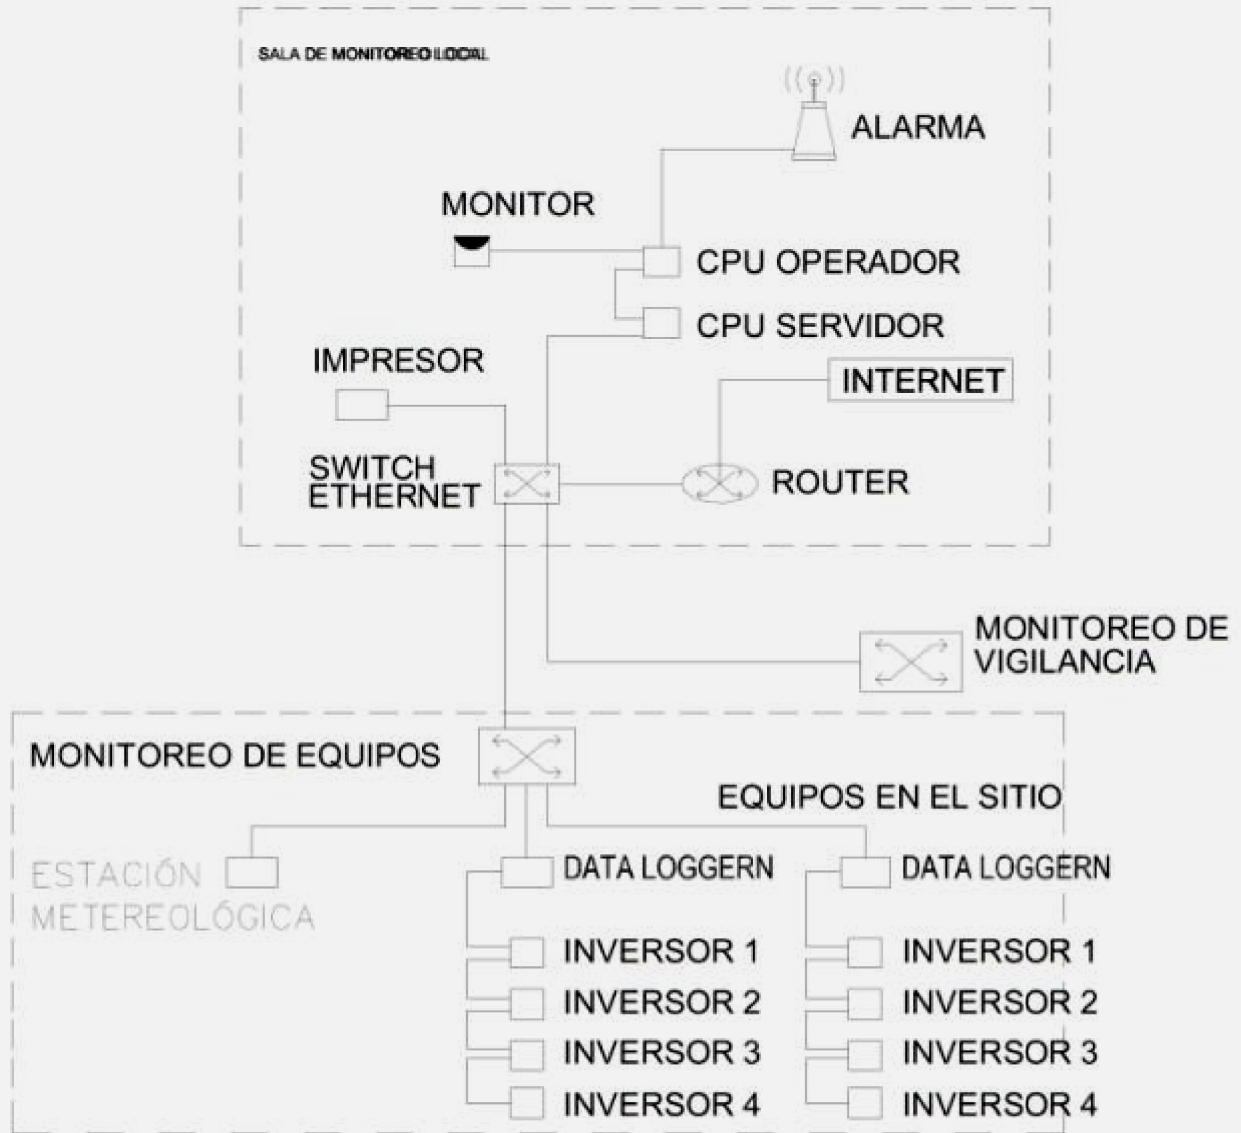 SALA DE MONITOREO LOCAL
ALARMA
MONITOR
CPU OPERADOR
CPU SERVIDOR
IMPRESOR
INTERNET
SWITCH
ETHERNET
ROUTER
MONITOREO DE
VIGILANCIA
MONITOREO DE EQUIPOS
EQUIPOS EN EL SITIO
ESTACIÓN
METEREOLÓGICA
DATA LOGGERN
INVERSOR 1
INVERSOR 2
INVERSOR 3
INVERSOR 4
DATA LOGGERN
INVERSOR 1
INVERSOR 2
INVERSOR 3
INVERSOR 4